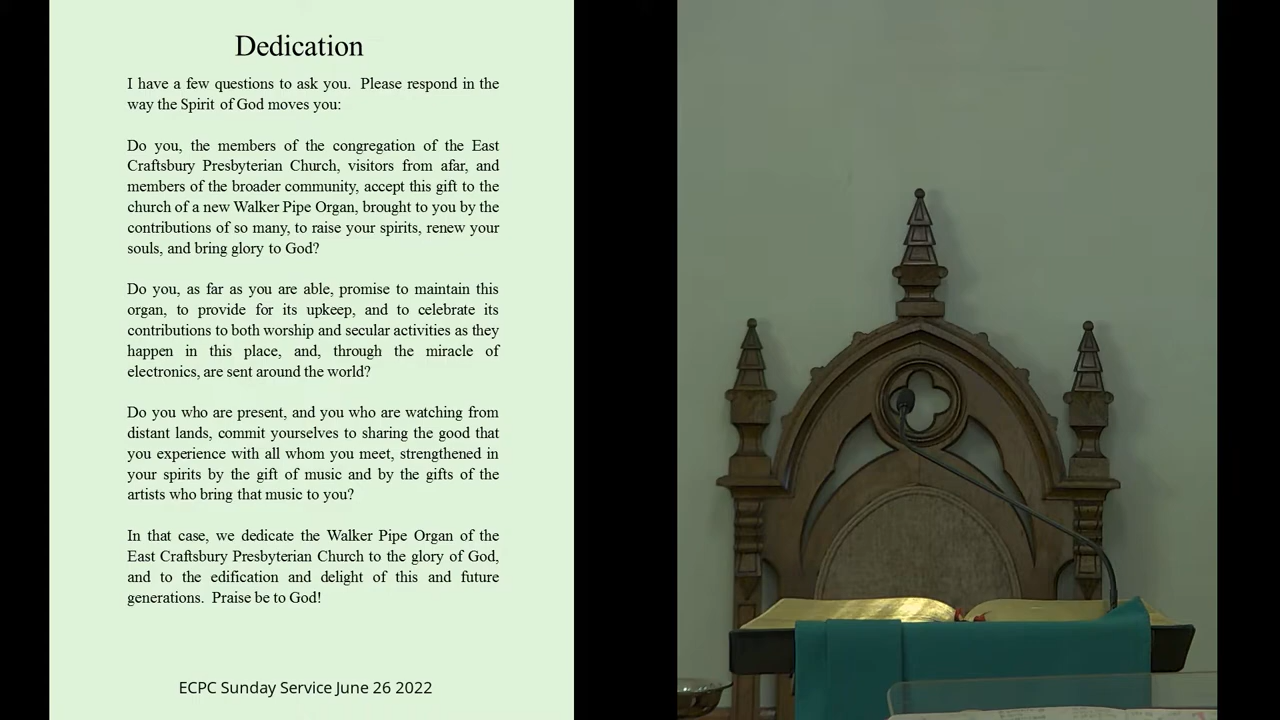 Dedication
I have a few questions to ask you. Please respond in the
way the Spirit of God moves you:
Do you, the members of the congregation of the East
Craftsbury Presbyterian Church, visitors from afar, and
members of the broader community, accept this gift to the
church of a new Walker Pipe Organ, brought to you by the
contributions of so many, to raise your spirits, renew your
souls, and bring glory to God?
Do you, as far as you are able, promise to maintain this
organ, to provide for its upkeep, and to celebrate its
contributions to both worship and secular activities as they
happen in this place, and, through the miracle of
electronics, are sent around the world?
Do you who are present, and you who are watching from
distant lands, commit yourselves to sharing the good that
you experience with all whom you meet, strengthened in
your spirits by the gift of music and by the gifts of the
artists who bring that music to you?
In that case, we dedicate the Walker Pipe Organ of the
East Craftsbury Presbyterian Church to the glory of God,
and to the edification and delight of this and future
generations. Praise be to God!
ECPC Sunday Service June 26 2022